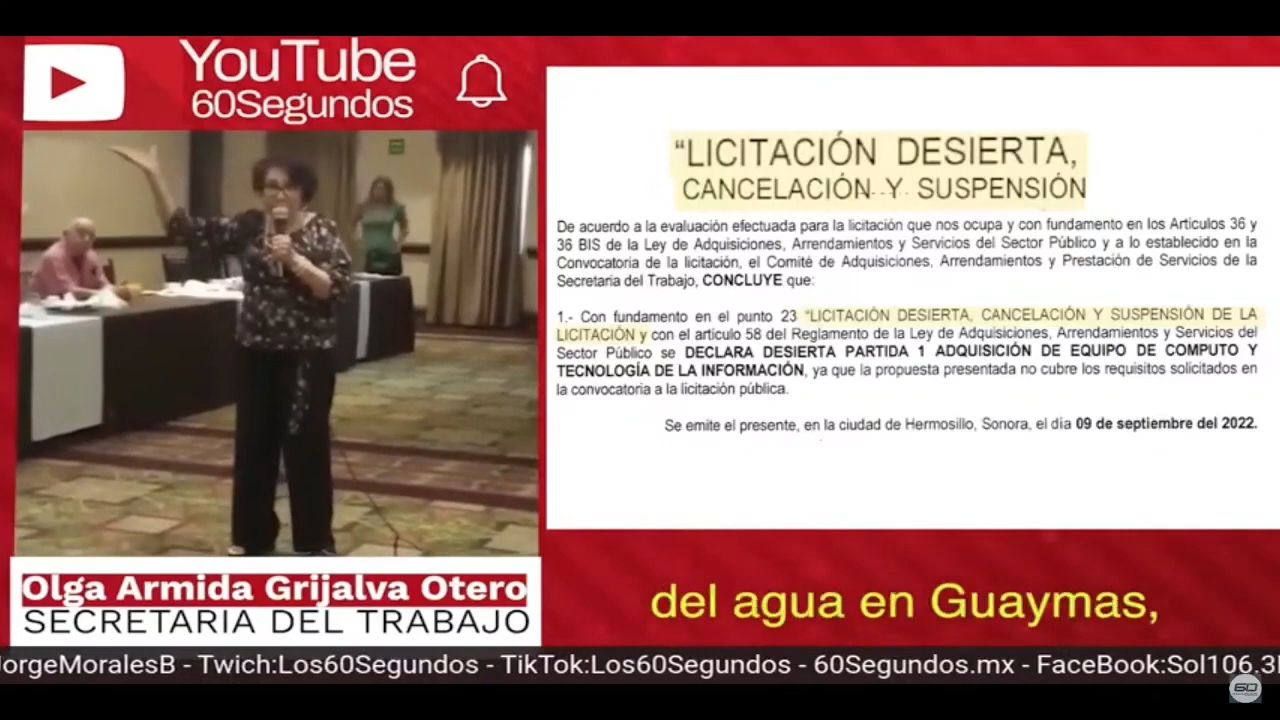 YouTube
60Segundos
"LICITACIÓN DESIERTA,
CANCELACIÓN Y SUSPENSIÓN
De acuerdo a la evaluación efectuada para la licitación que nos ocupa y con fundamento en los Artículos 36 y
36 BIS de la Ley de Adquisiciones, Arrendamientos y Servicios del Sector Público y a lo establecido en la
Convocatoria de la licitación, el Comité de Adquisiciones, Arrendamientos y Prestación de Servicios de la
Secretaria del Trabajo, CONCLUYE que:
1.- Con fundamento en el punto 23 "LICITACIÓN DESIERTA, CANCELACIÓN Y SUSPENSIÓN DE LA
LICITACIÓN y con el artículo 58 del Reglamento de la Ley de Adquisiciones, Arrendamientos y Servicios del
Sector Público se DECLARA DESIERTA PARTIDA 1 ADQUISICIÓN DE EQUIPO DE COMPUTO Y
TECNOLOGÍA DE LA INFORMACIÓN, ya que la propuesta presentada no cubre los requisitos solicitados en
la convocatoria a la licitación pública.
Se emite el presente, en la ciudad de Hermosillo, Sonora, el día 09 de septiembre del 2022.
Olga Armida Grijalva Otero
SECRETARIA DEL TRABAJO
del agua en Guaymas,
JorgeMoralesB - Twich:Los60Segundos - TikTok:Los60Segundos - 60Segundos.mx - FaceBook:Sol106.3
60